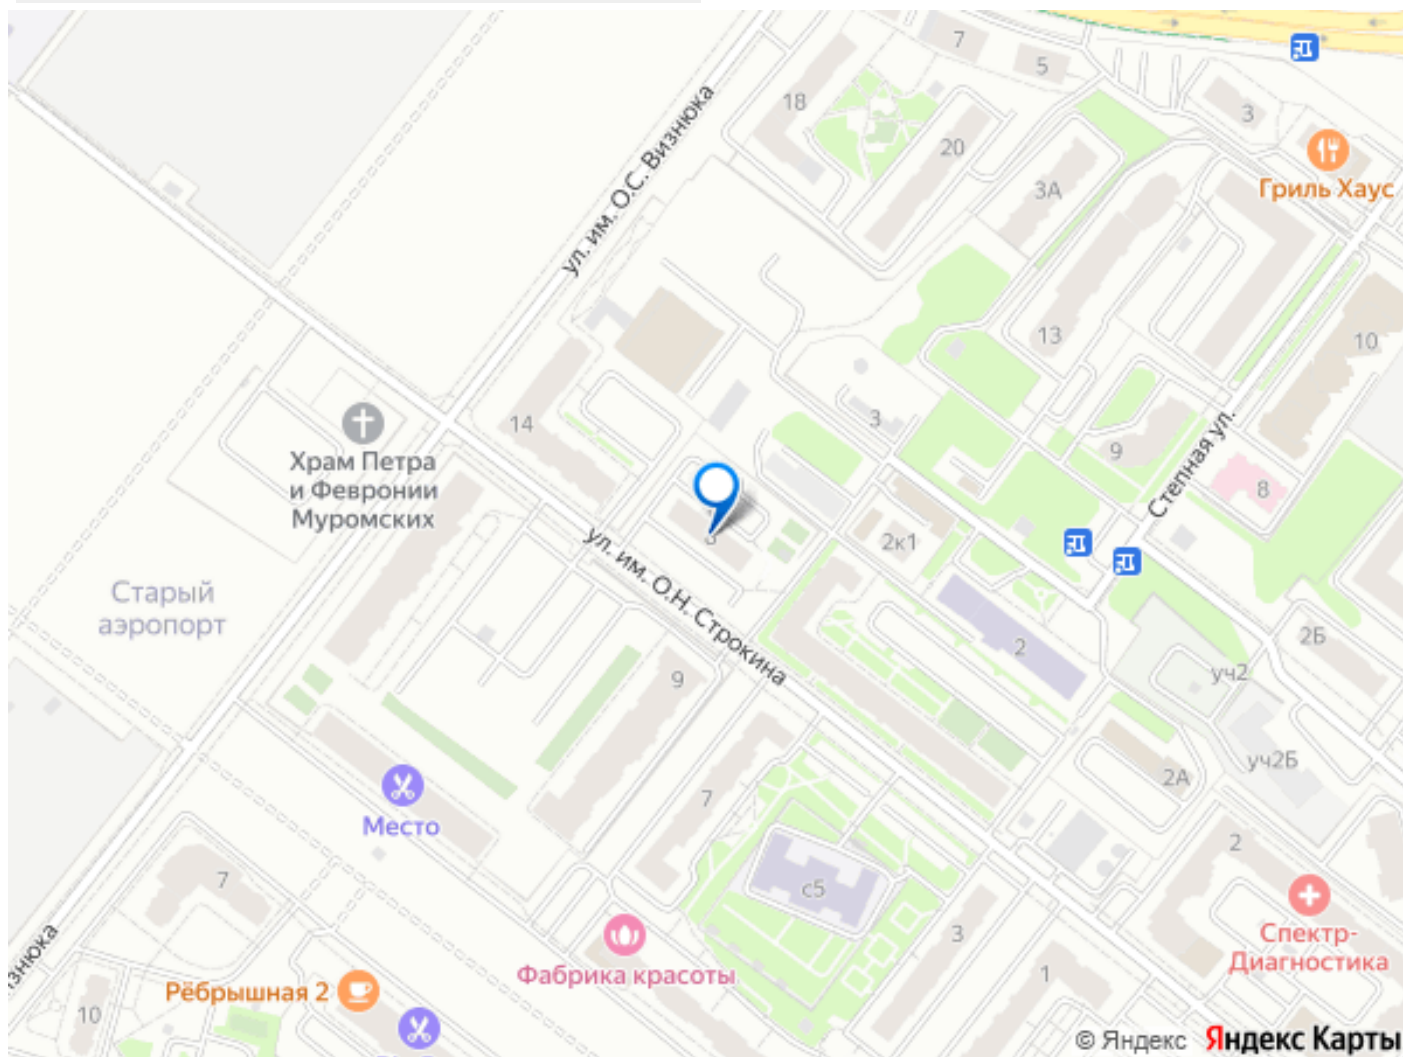 7
5
18
3
ул. им. О.С. Визнюка
20
Гриль Хаус
3А
13
10
14
3
Степная ул.
9
Храм Петра
и Февронии
Муромских
8
2к1
ул. им. О.Н. Строкина
Старый
аэропорт
2
2Б
уч2
9
уч2Б
2А
7
Место
2
7
с5
Спектр-
Диагностика
3
Фабрика красоты
1
Рёбрышная 2
10
© Яндекс Яндекс Карты